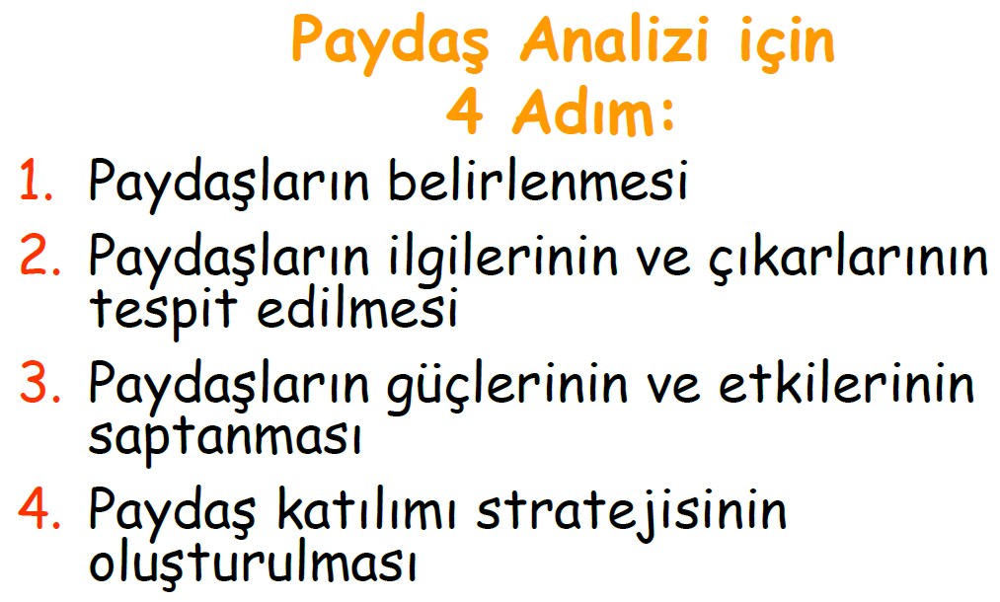 Paydaş Analizi için
4 Adım:
1. Paydaşların belirlenmesi
2. Paydaşların ilgilerinin ve çıkarlarının
tespit edilmesi
3. Paydaşların güçlerinin ve etkilerinin
saptanması
4. Paydaş katılımı stratejisinin
oluşturulması